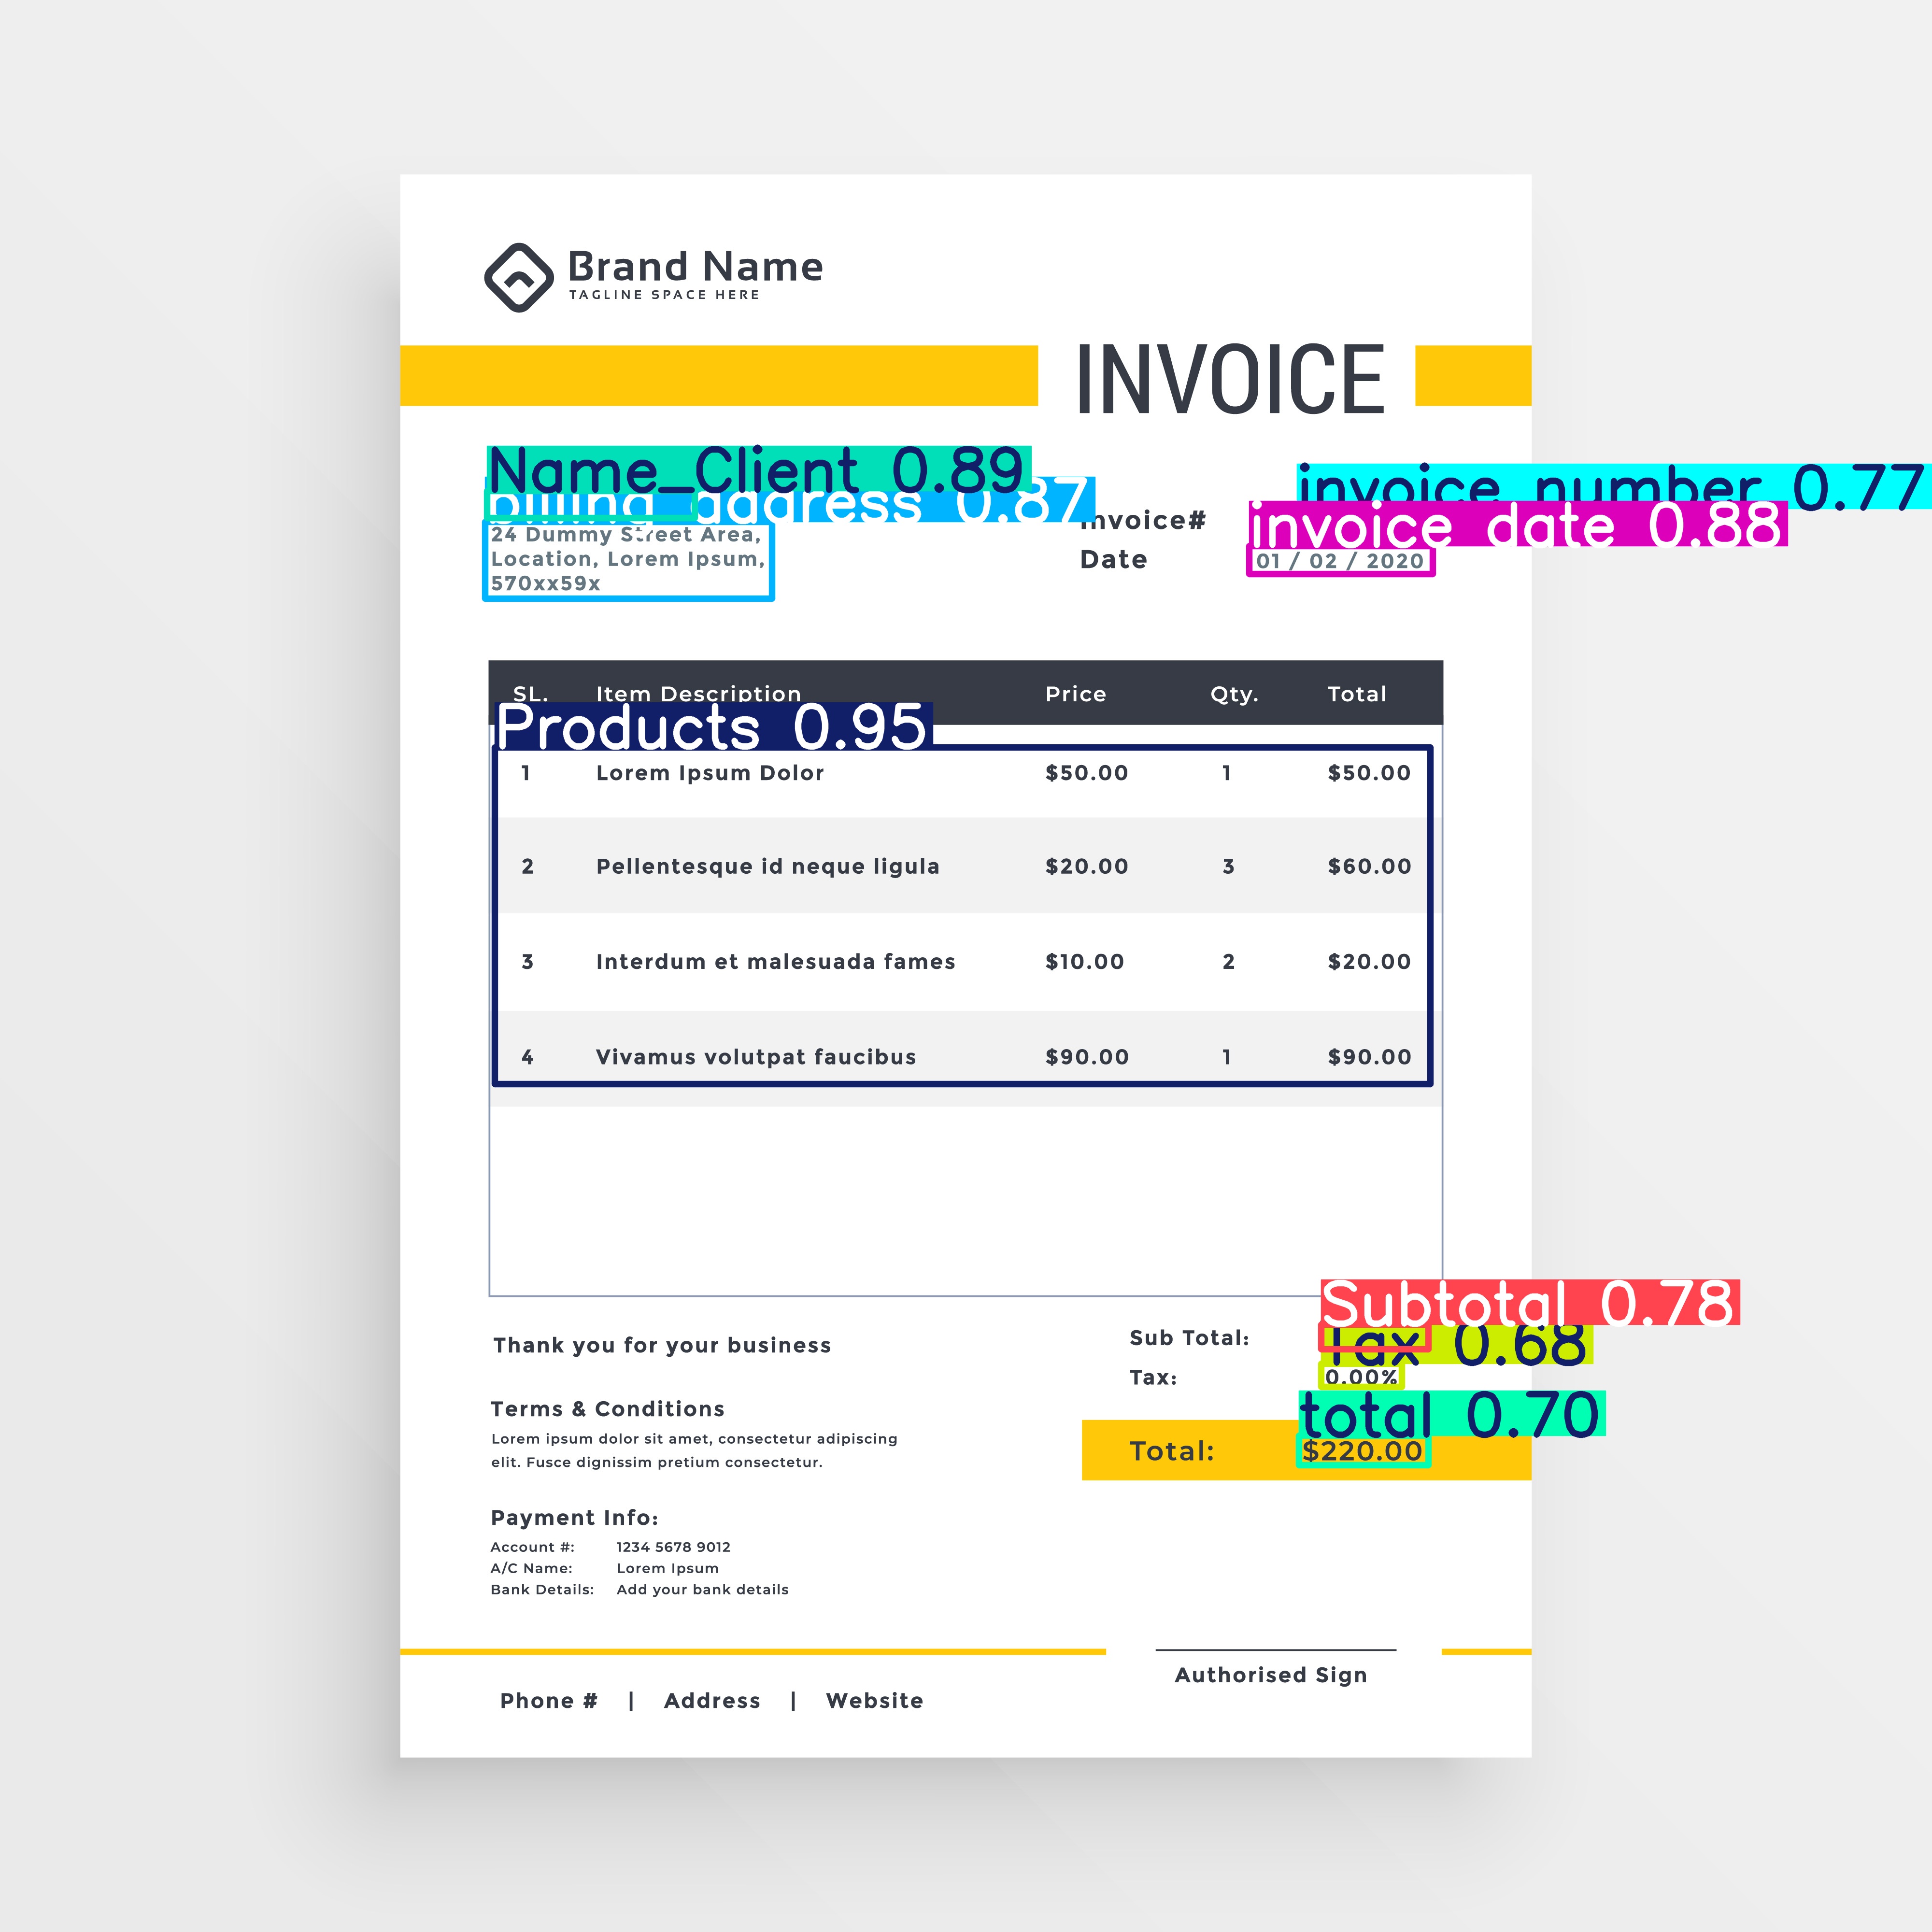 Brand Name
TAGLINE SPACE HERE
INVOICE
Name_Client 0.89
billing address 0.87
invoice number 0.77
Invoice#
invoice date 0.88
24 Dummy Street Area,
Location, Lorem Ipsum,
570xx59x
Date 01 / 02 / 2020
SL. Item Description Price Qty. Total
Products 0.95
1 Lorem Ipsum Dolor $50.00 1 $50.00
2 Pellentesque id neque ligula $20.00 3 $60.00
3 Interdum et malesuada fames $10.00 2 $20.00
4 Vivamus volutpat faucibus $90.00 1 $90.00
Subtotal 0.78
Thank you for your business
Sub Total:
Tax 0.68
Tax: 0.00%
total 0.70
Terms & Conditions
Lorem ipsum dolor sit amet, consectetur adipiscing
elit. Fusce dignissim pretium consectetur.
Total: $220.00
Payment Info:
Account #: 1234 5678 9012
A/C Name: Lorem Ipsum
Bank Details: Add your bank details
Authorised Sign
Phone # | Address | Website